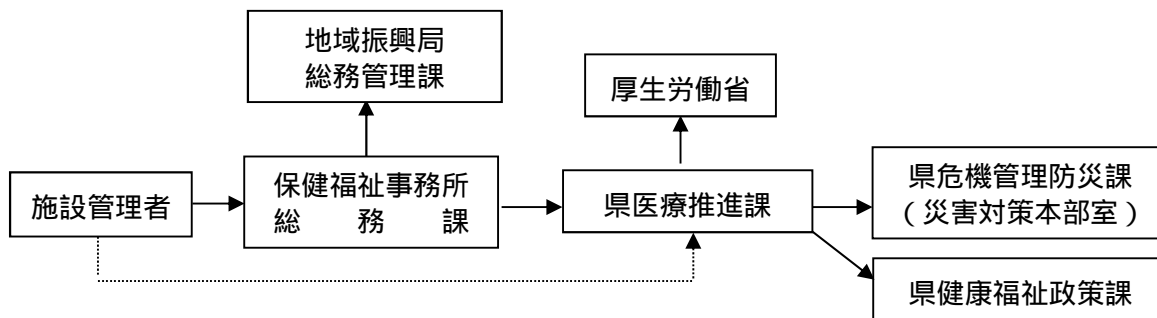 地域振興局
総務管理課
厚生労働省
施設管理者
保健福祉事務所
総務課
県医療推進課
県危機管理防災課
(災害対策本部室)
県健康福祉政策課